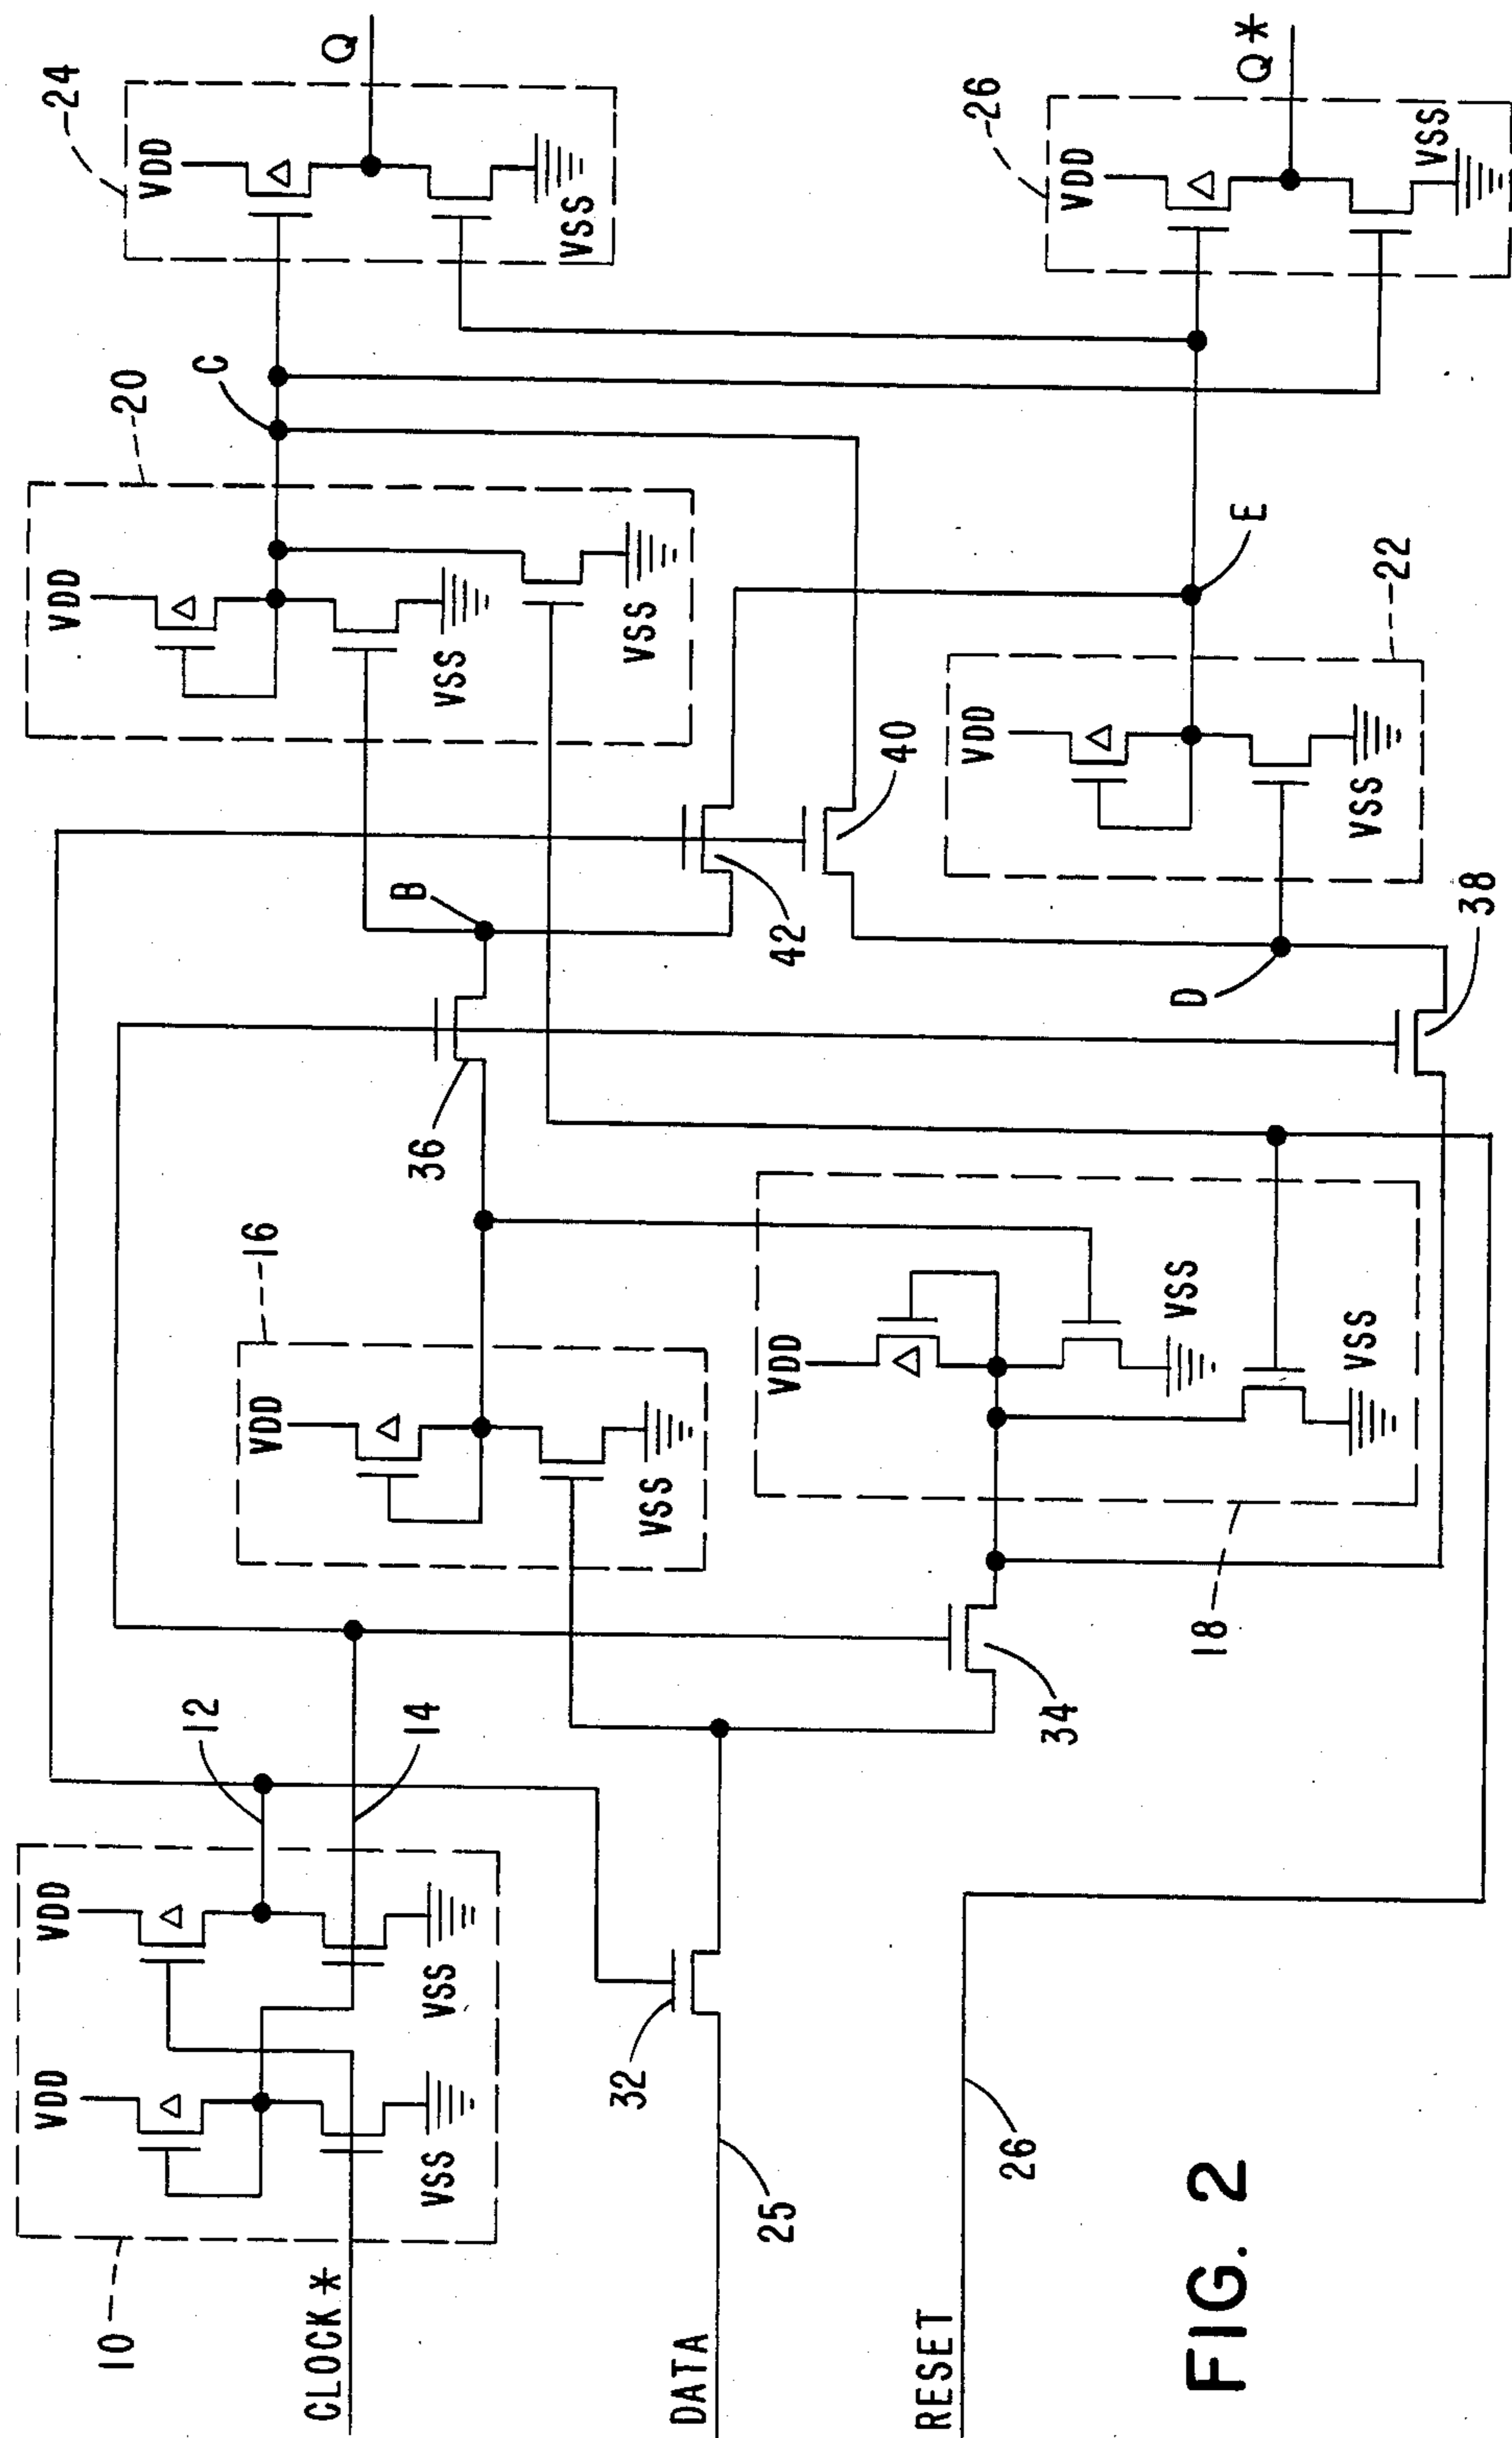 10
VDD
VDD
12
CLOCK *
VSS
VSS
14
DATA
25
32
RESET
26
34
16
VDD
VSS
18
VDD
VSS
VSS
36
B
42
40
D
38
20
VDD
VSS
VSS
C
22
VDD
VSS
E
24
VDD
VSS
Q
26
VDD
VSS
Q *
FIG. 2